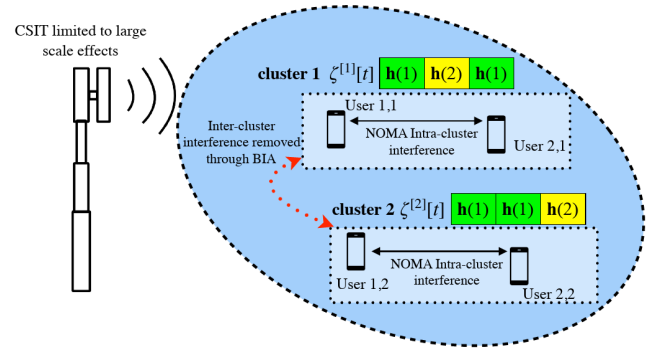 CSIT limited to large
scale effects
cluster 1 ζ^[1][t] h(1) h(2) h(1)
User 1,1
NOMA Intra-cluster
interference
User 2,1
Inter-cluster
interference removed
through BIA
cluster 2 ζ^[2][t] h(1) h(1) h(2)
User 1,2
NOMA Intra-cluster
interference
User 2,2